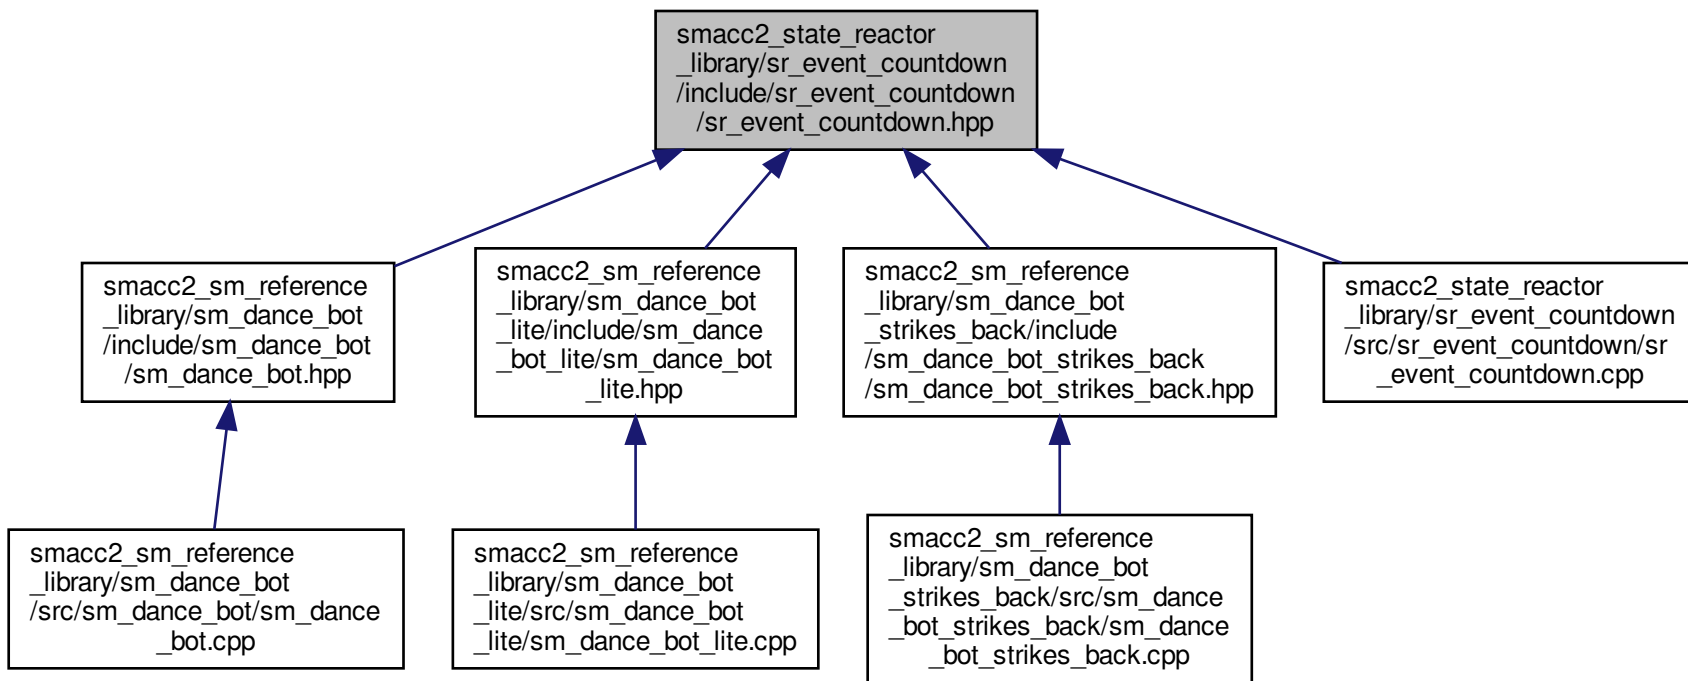 smacc2_state_reactor
_library/sr_event_countdown
/include/sr_event_countdown
/sr_event_countdown.hpp
smacc2_sm_reference
_library/sm_dance_bot
/include/sm_dance_bot
/sm_dance_bot.hpp
smacc2_sm_reference
_library/sm_dance_bot
_lite/include/sm_dance
_bot_lite/sm_dance_bot
_lite.hpp
smacc2_sm_reference
_library/sm_dance_bot
_strikes_back/include
/sm_dance_bot_strikes_back
/sm_dance_bot_strikes_back.hpp
smacc2_state_reactor
_library/sr_event_countdown
/src/sr_event_countdown/sr
_event_countdown.cpp
smacc2_sm_reference
_library/sm_dance_bot
/src/sm_dance_bot/sm_dance
_bot.cpp
smacc2_sm_reference
_library/sm_dance_bot
_lite/src/sm_dance_bot
_lite/sm_dance_bot_lite.cpp
smacc2_sm_reference
_library/sm_dance_bot
_strikes_back/src/sm_dance
_bot_strikes_back/sm_dance
_bot_strikes_back.cpp